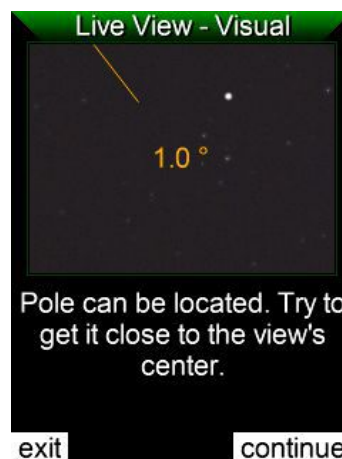 Live View - Visual
1.0 °
Pole can be located. Try to
get it close to the view's
center.
exit
continue